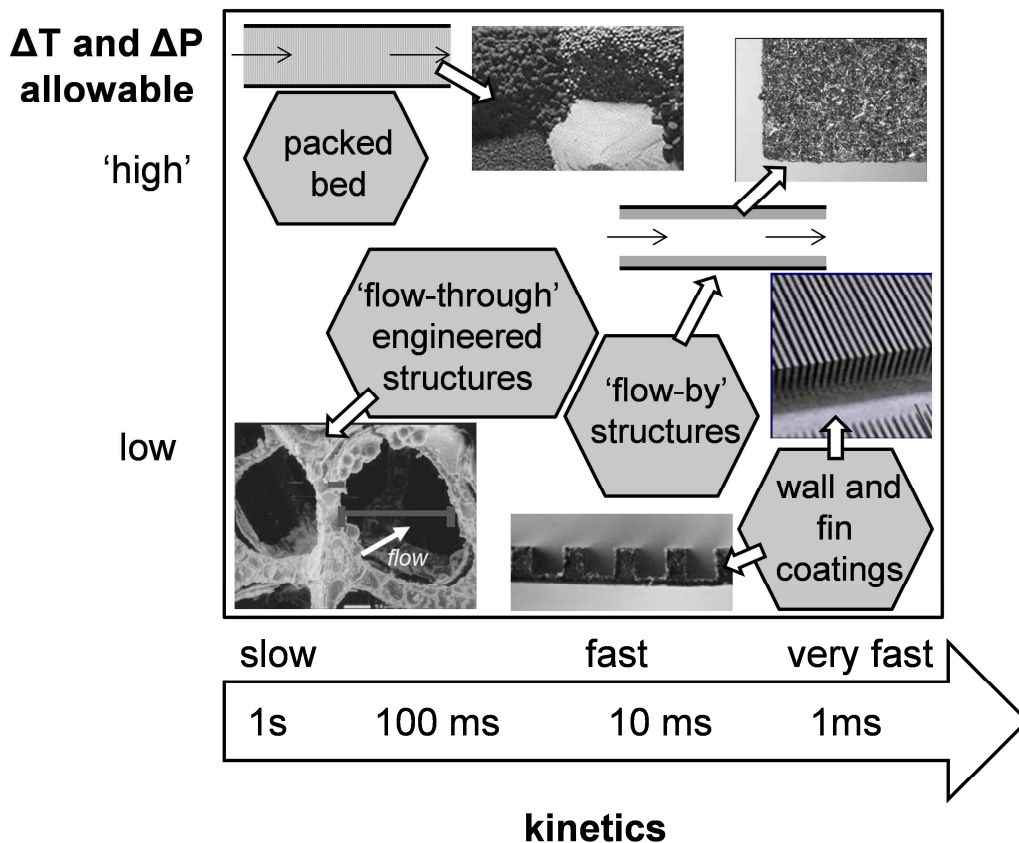 ΔT and ΔP
allowable
‘high’
low
packed
bed
‘flow-through’
engineered
structures
‘flow-by’
structures
wall and
fin
coatings
flow
slow fast very fast
1s 100 ms 10 ms 1ms
kinetics